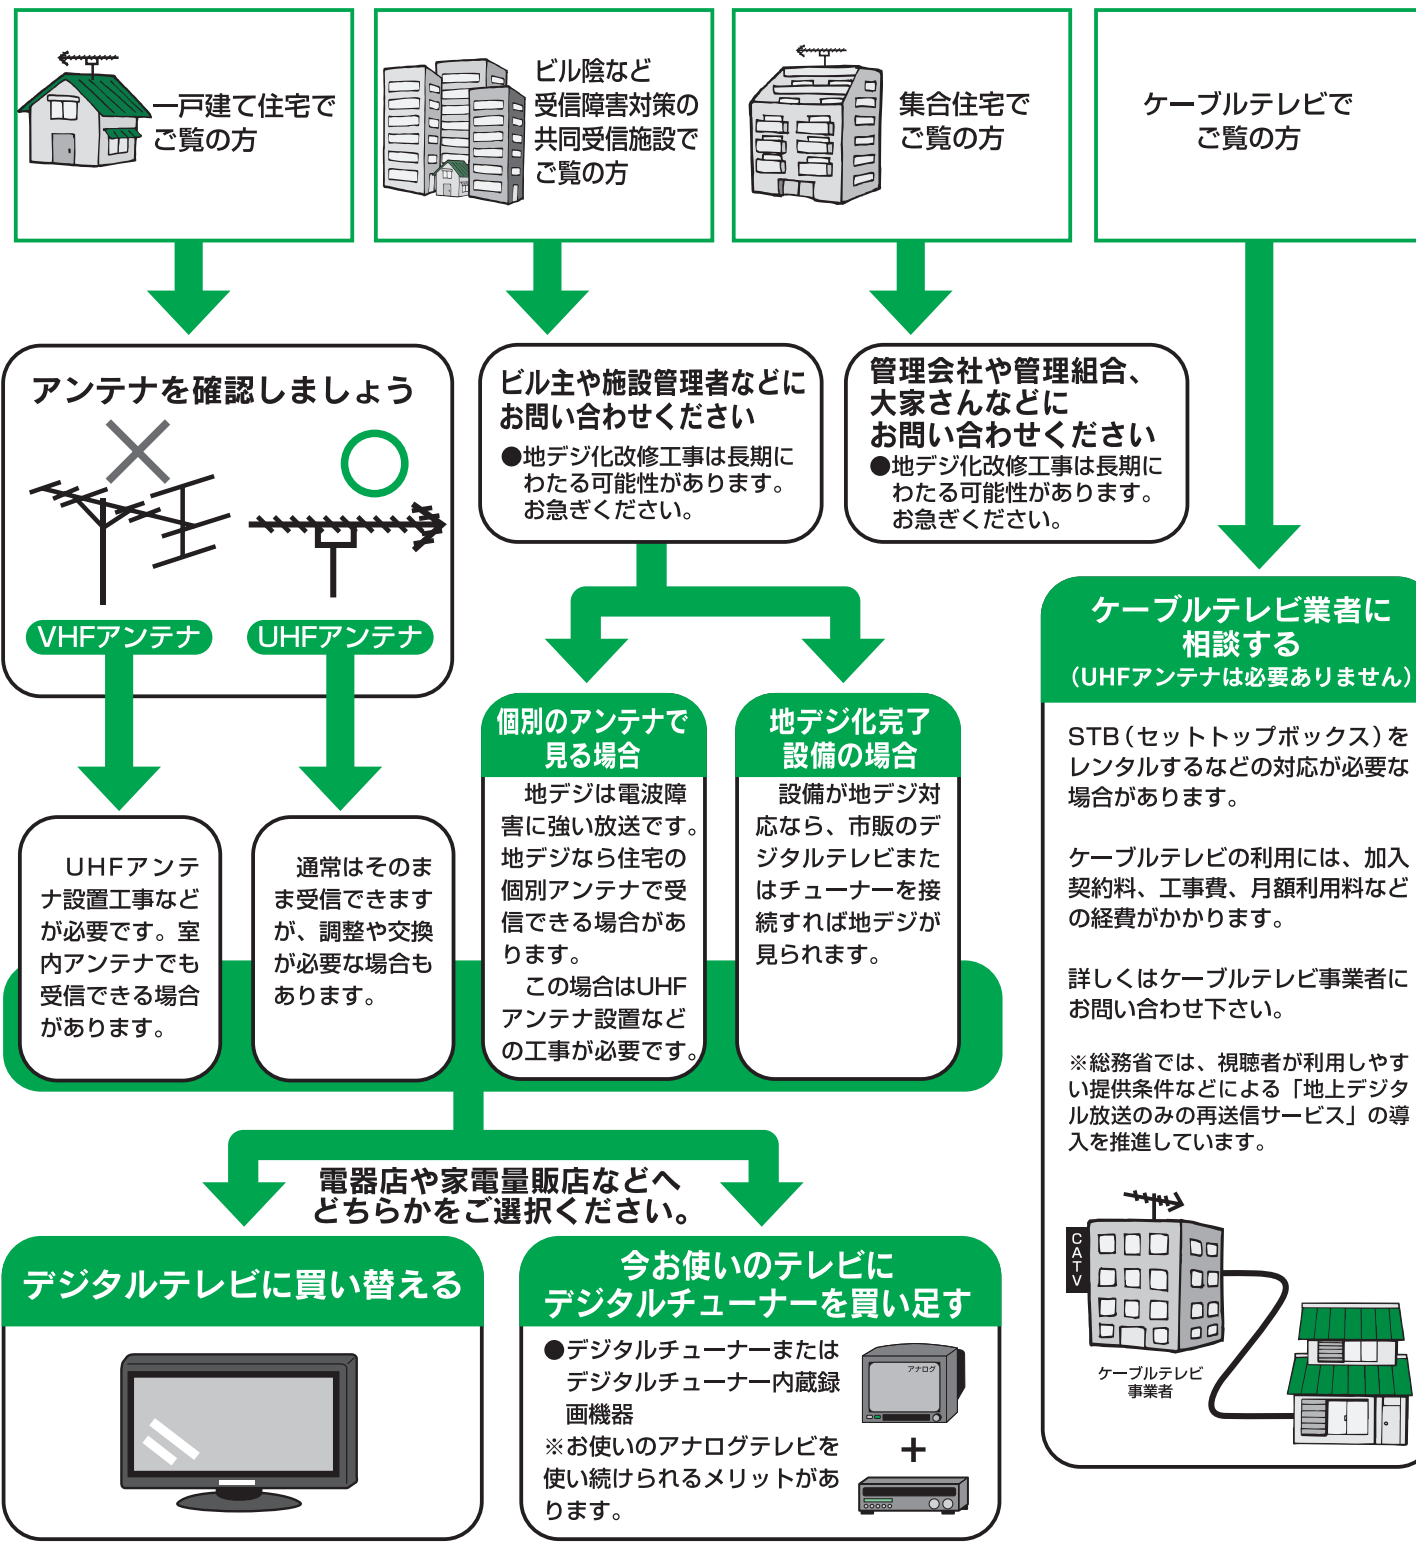 一戸建て住宅で
ご覧の方
ビル陰など
受信障害対策の
共同受信施設で
ご覧の方
集合住宅で
ご覧の方
ケーブルテレビで
ご覧の方
アンテナを確認しましょう
VHFアンテナ
UHFアンテナ
ビル主や施設管理者などに
お問い合わせください
●地デジ化改修工事は長期に
わたる可能性があります。
お急ぎください。
管理会社や管理組合、
大家さんなどに
お問い合わせください
●地デジ化改修工事は長期に
わたる可能性があります。
お急ぎください。
UHFアンテ
ナ設置工事など
が必要です。室
内アンテナでも
受信できる場合
があります。
通常はそのま
ま受信できます
が、調整や交換
が必要な場合も
あります。
個別のアンテナで
見る場合
地デジは電波障
害に強い放送です。
地デジなら住宅の
個別アンテナで受
信できる場合があ
ります。
この場合はUHF
アンテナ設置など
の工事が必要です。
地デジ化完了
設備の場合
設備が地デジ対
応なら、市販のデ
ジタルテレビまた
はチューナーを接
続すれば地デジが
見られます。
ケーブルテレビ業者に
相談する
(UHFアンテナは必要ありません)
STB(セットトップボックス)を
レンタルするなどの対応が必要な
場合があります。
ケーブルテレビの利用には、加入
契約料、工事費、月額利用料など
の経費がかかります。
詳しくはケーブルテレビ事業者に
お問い合わせ下さい。
※総務省では、視聴者が利用しやす
い提供条件などによる「地上デジタ
ル放送のみの再送信サービス」の導
入を推進しています。
CATV
ケーブルテレビ
事業者
電器店や家電量販店などへ
どちらかをご選択ください。
デジタルテレビに買い替える
今お使いのテレビに
デジタルチューナーを買い足す
●デジタルチューナーまたは
デジタルチューナー内蔵録
画機器
※お使いのアナログテレビを
使い続けられるメリットがあ
ります。
アナログ
+